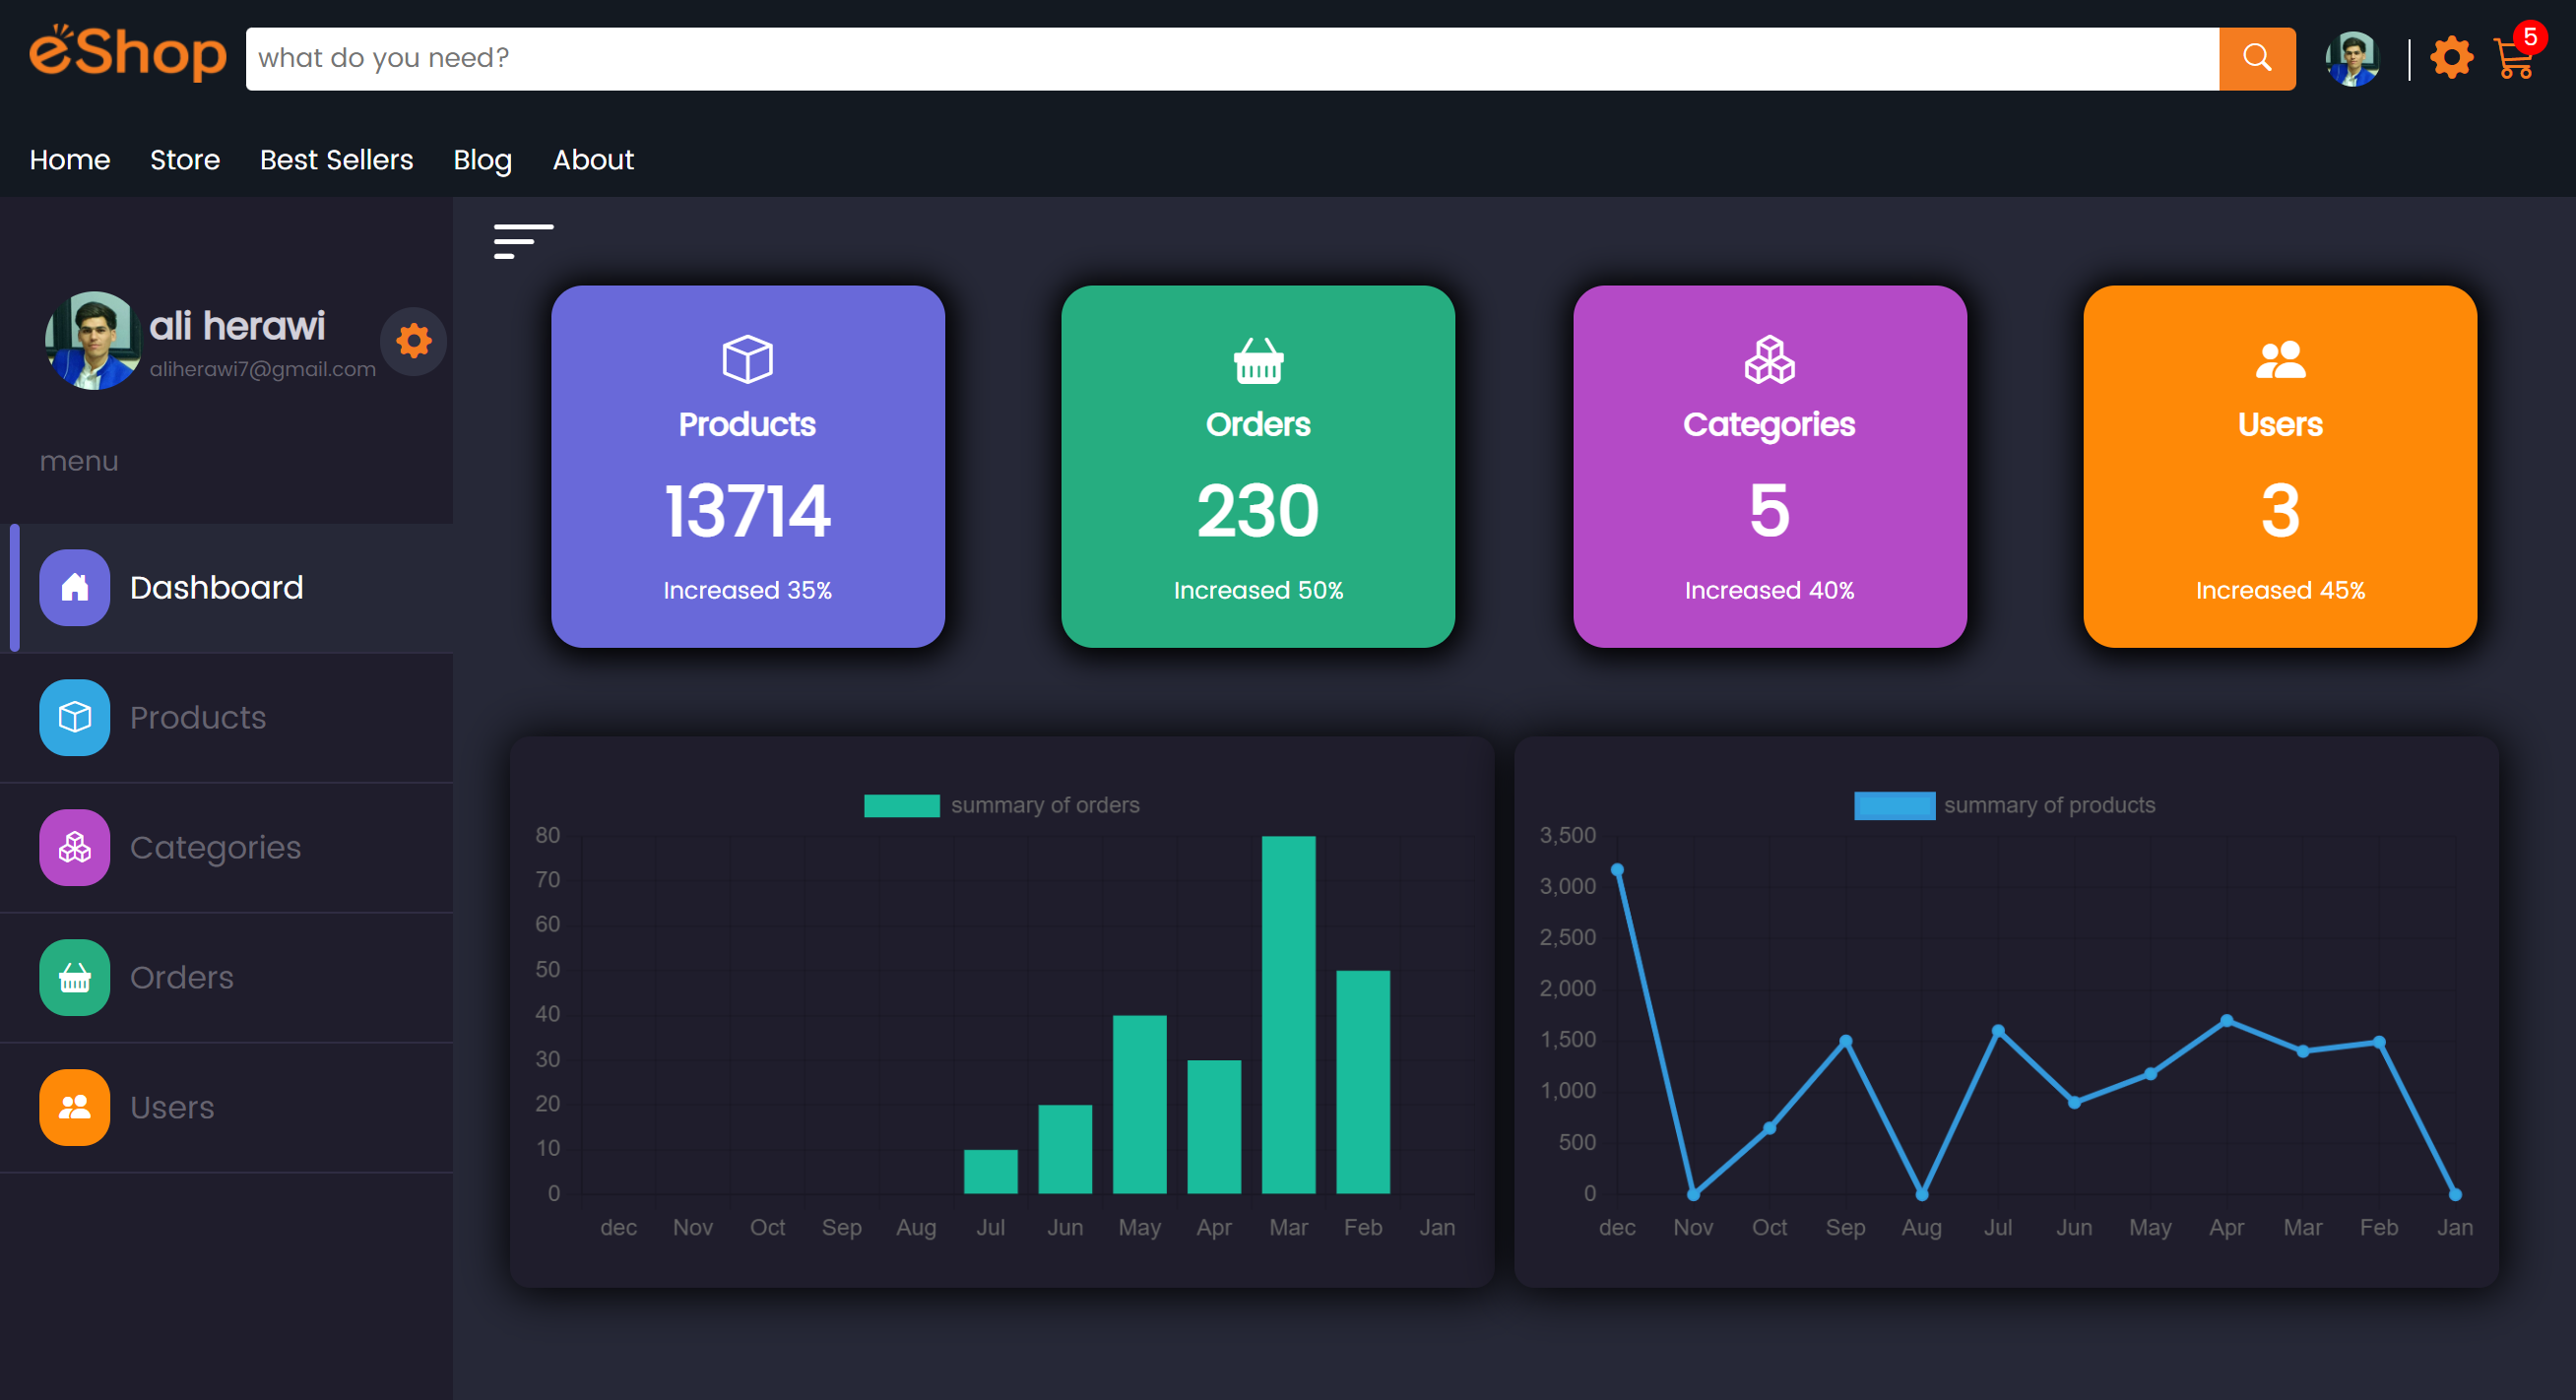 eShop
what do you need?
5
Home Store Best Sellers Blog About
ali herawi
aliherawi7@gmail.com
menu
Dashboard
Products
Categories
Orders
Users
Products
13714
Increased 35%
Orders
230
Increased 50%
Categories
5
Increased 40%
Users
3
Increased 45%
summary of orders
80
70
60
50
40
30
20
10
0
dec Nov Oct Sep Aug Jul Jun May Apr Mar Feb Jan
summary of products
3,500
3,000
2,500
2,000
1,500
1,000
500
0
dec Nov Oct Sep Aug Jul Jun May Apr Mar Feb Jan